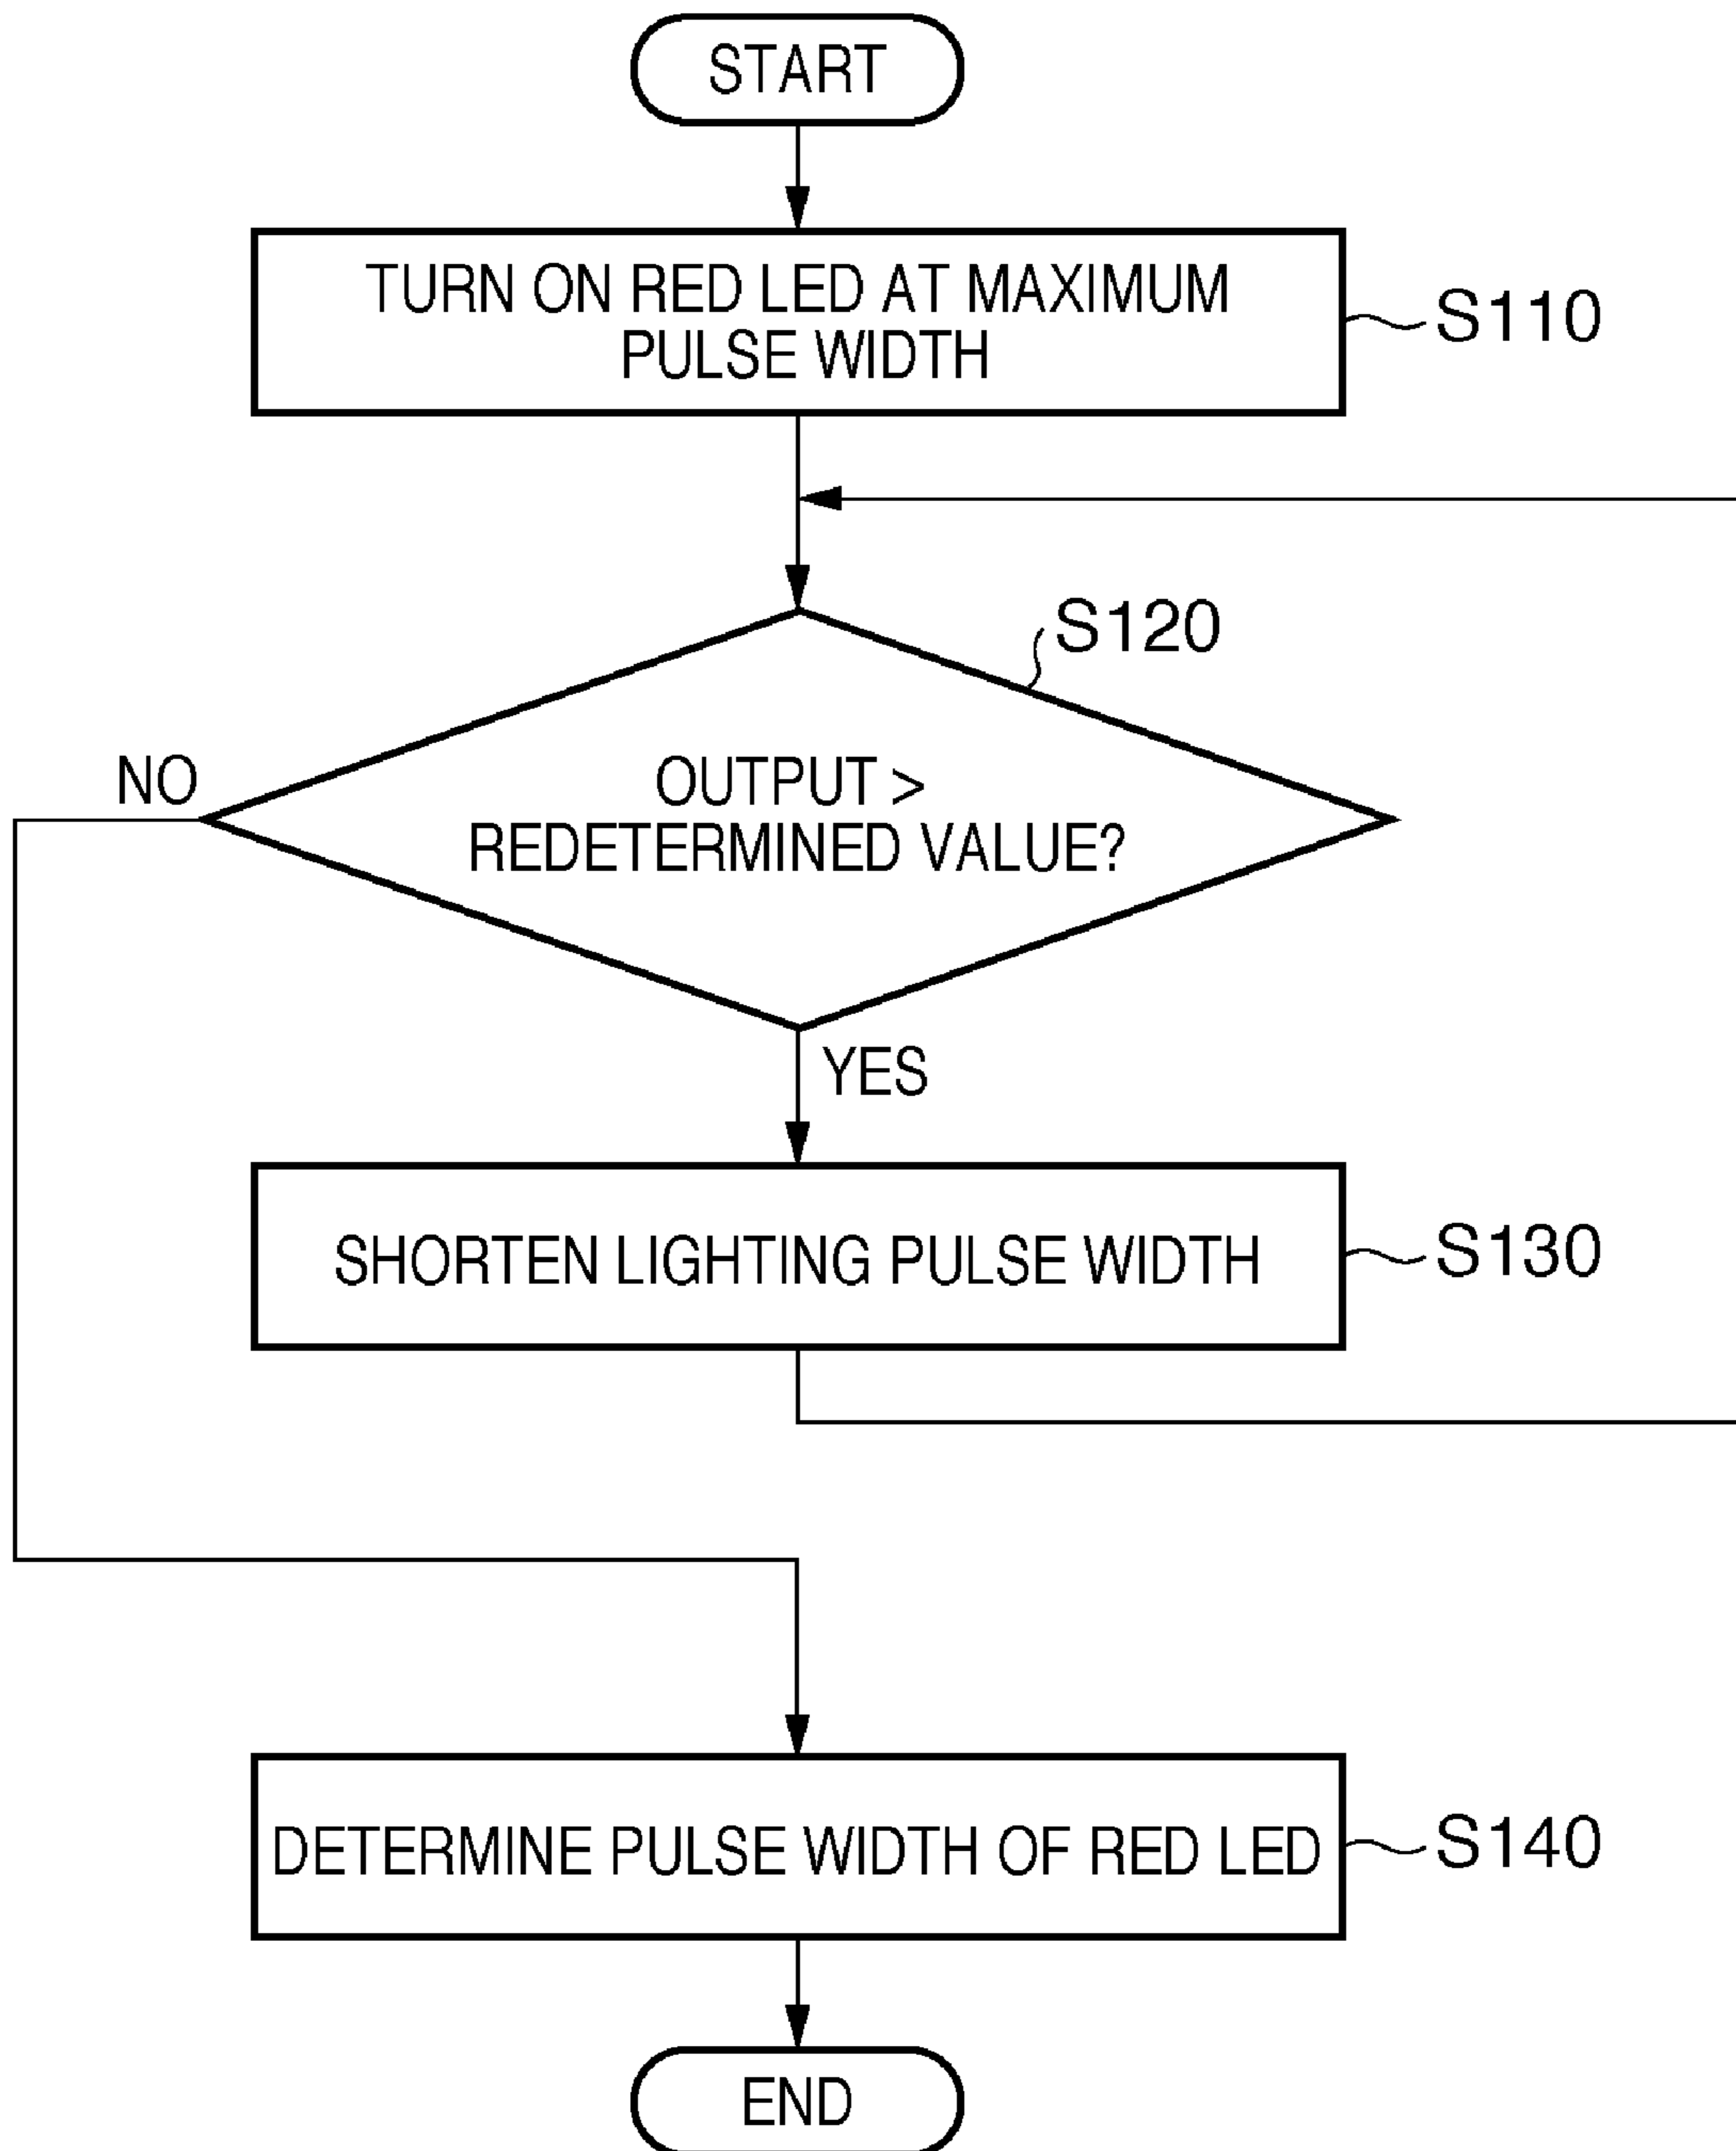 START
TURN ON RED LED AT MAXIMUM
PULSE WIDTH
S110
S120
NO
OUTPUT >
REDETERMINED VALUE?
YES
SHORTEN LIGHTING PULSE WIDTH
S130
DETERMINE PULSE WIDTH OF RED LED
S140
END